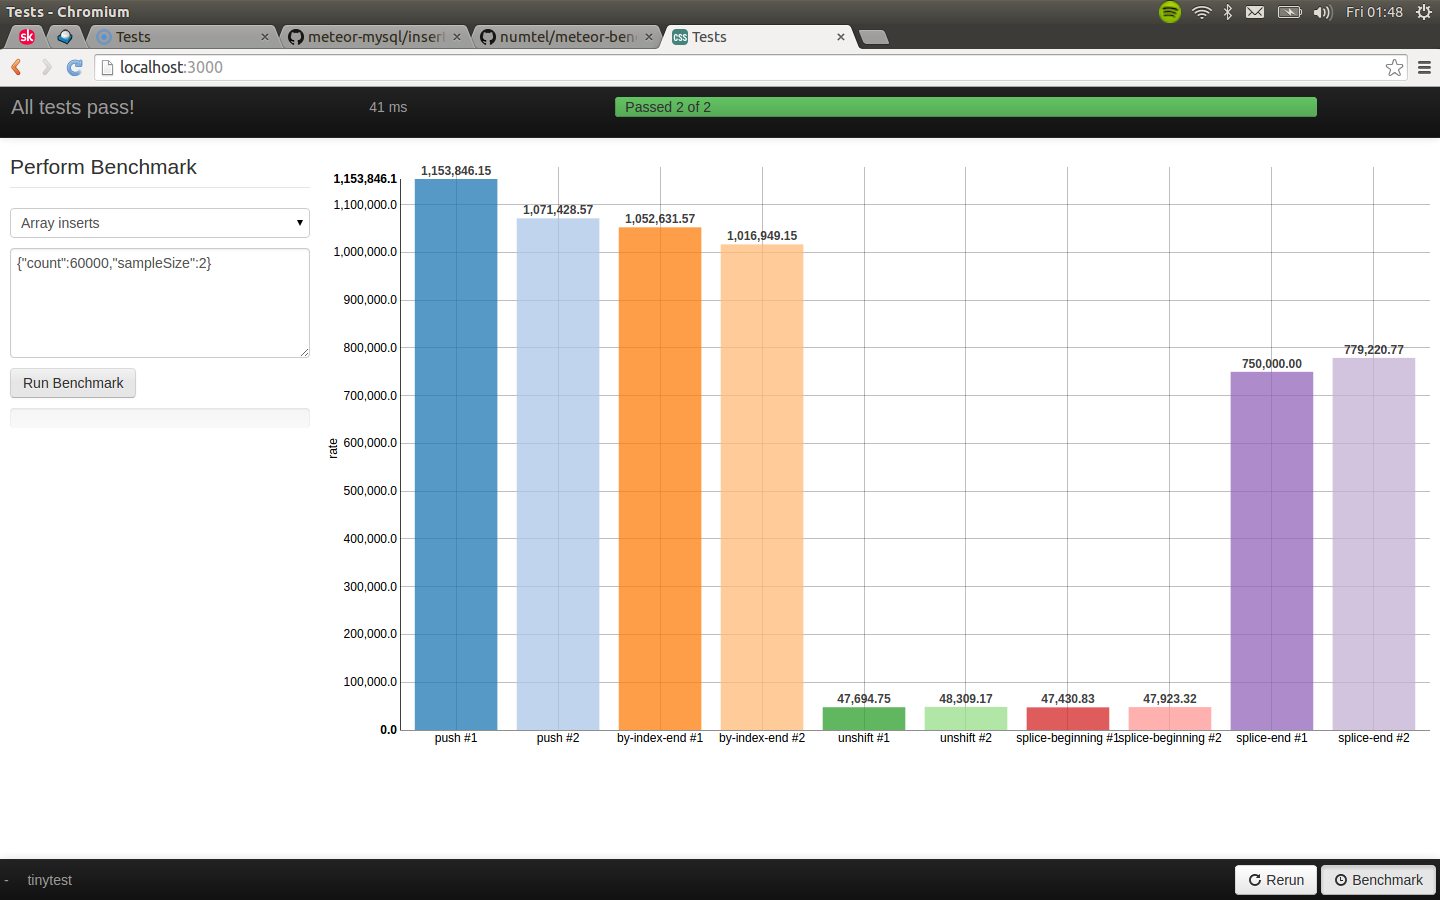 Tests - Chromium
Fri 01:48
sk
Tests
meteor-mysql/inser
numtel/meteor-ben
CSS
Tests
localhost:3000
All tests pass!
41 ms
Passed 2 of 2
Perform Benchmark
Array inserts
{"count":60000,"sampleSize":2}
Run Benchmark
rate
1,153,846.1
1,100,000.0
1,000,000.0
900,000.0
800,000.0
700,000.0
600,000.0
500,000.0
400,000.0
300,000.0
200,000.0
100,000.0
0.0
1,153,846.15
1,071,428.57
1,052,631.57
1,016,949.15
47,694.75
48,309.17
47,430.83
47,923.32
750,000.00
779,220.77
push #1
push #2
by-index-end #1
by-index-end #2
unshift #1
unshift #2
splice-beginning #1
splice-beginning #2
splice-end #1
splice-end #2
- tinytest
Rerun
Benchmark